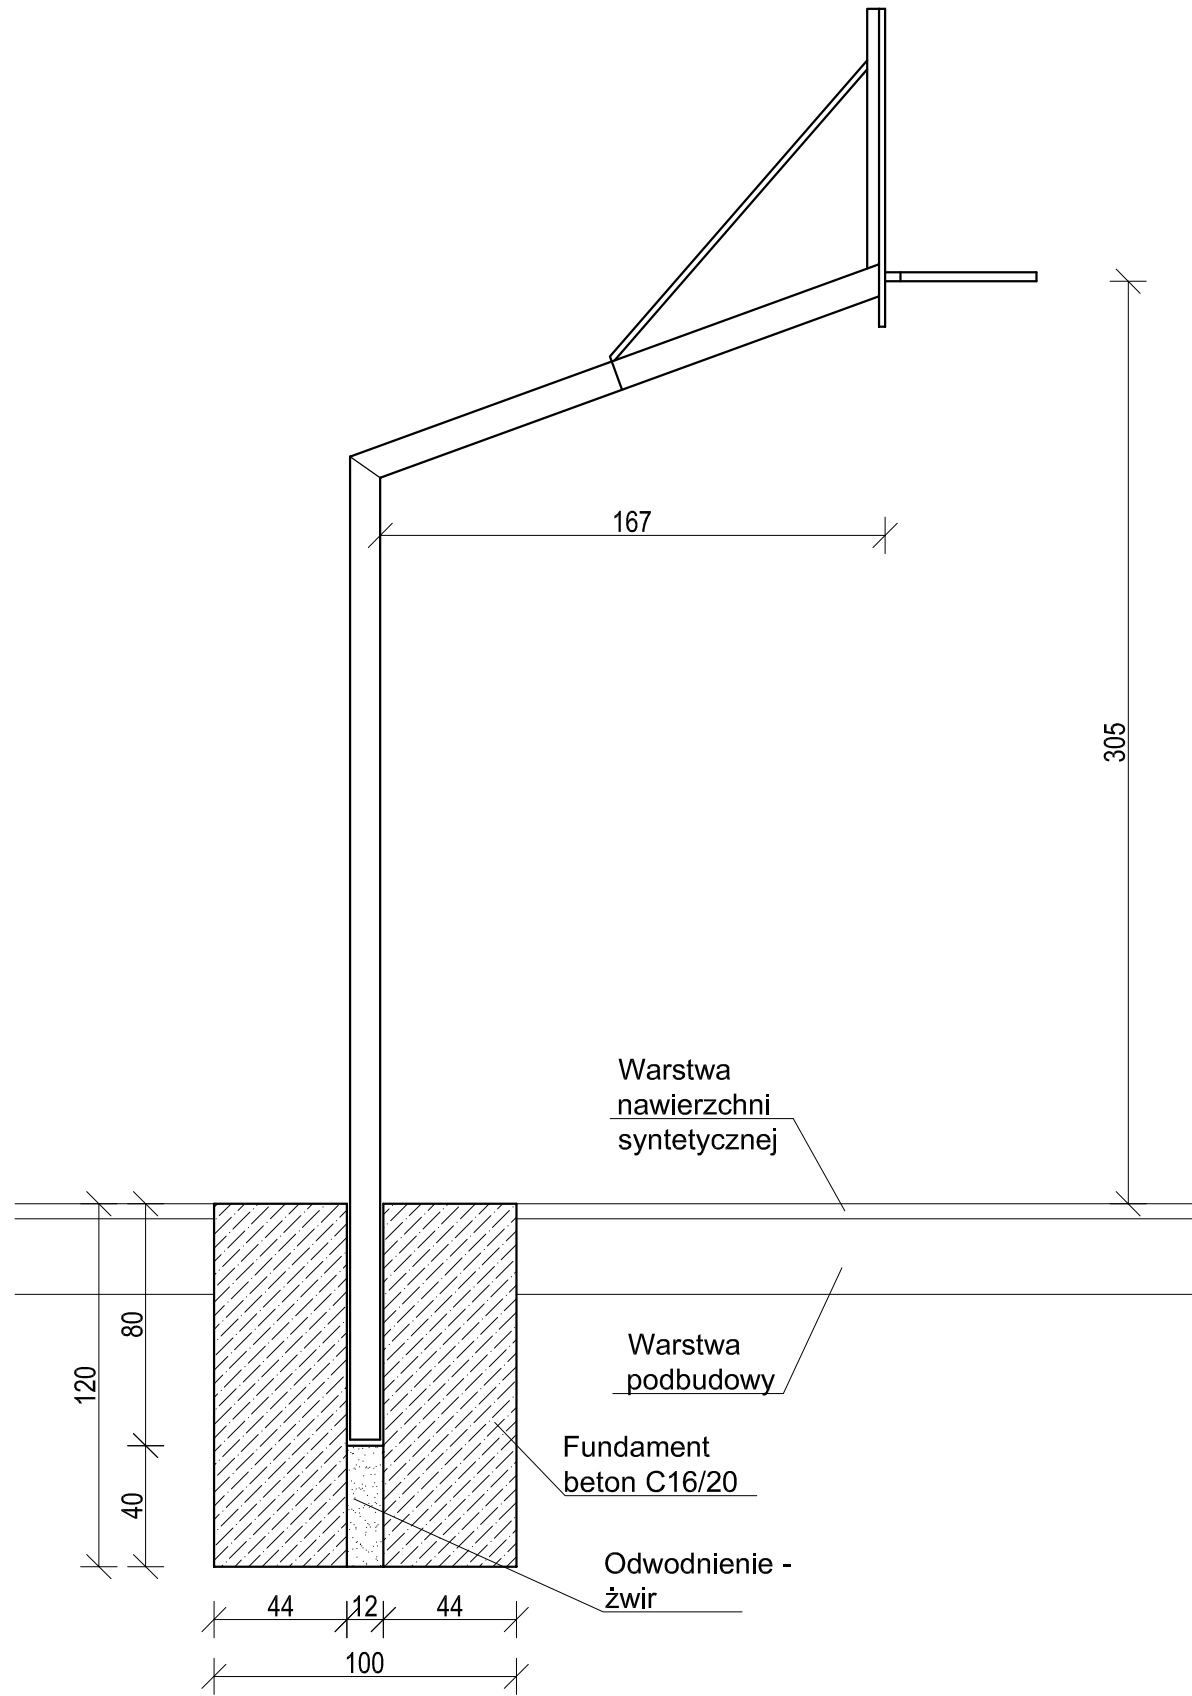 167
305
Warstwa
nawierzchni
syntetycznej
80
120
Warstwa
podbudowy
Fundament
beton C16/20
40
Odwodnienie -
żwir
44 12 44
100